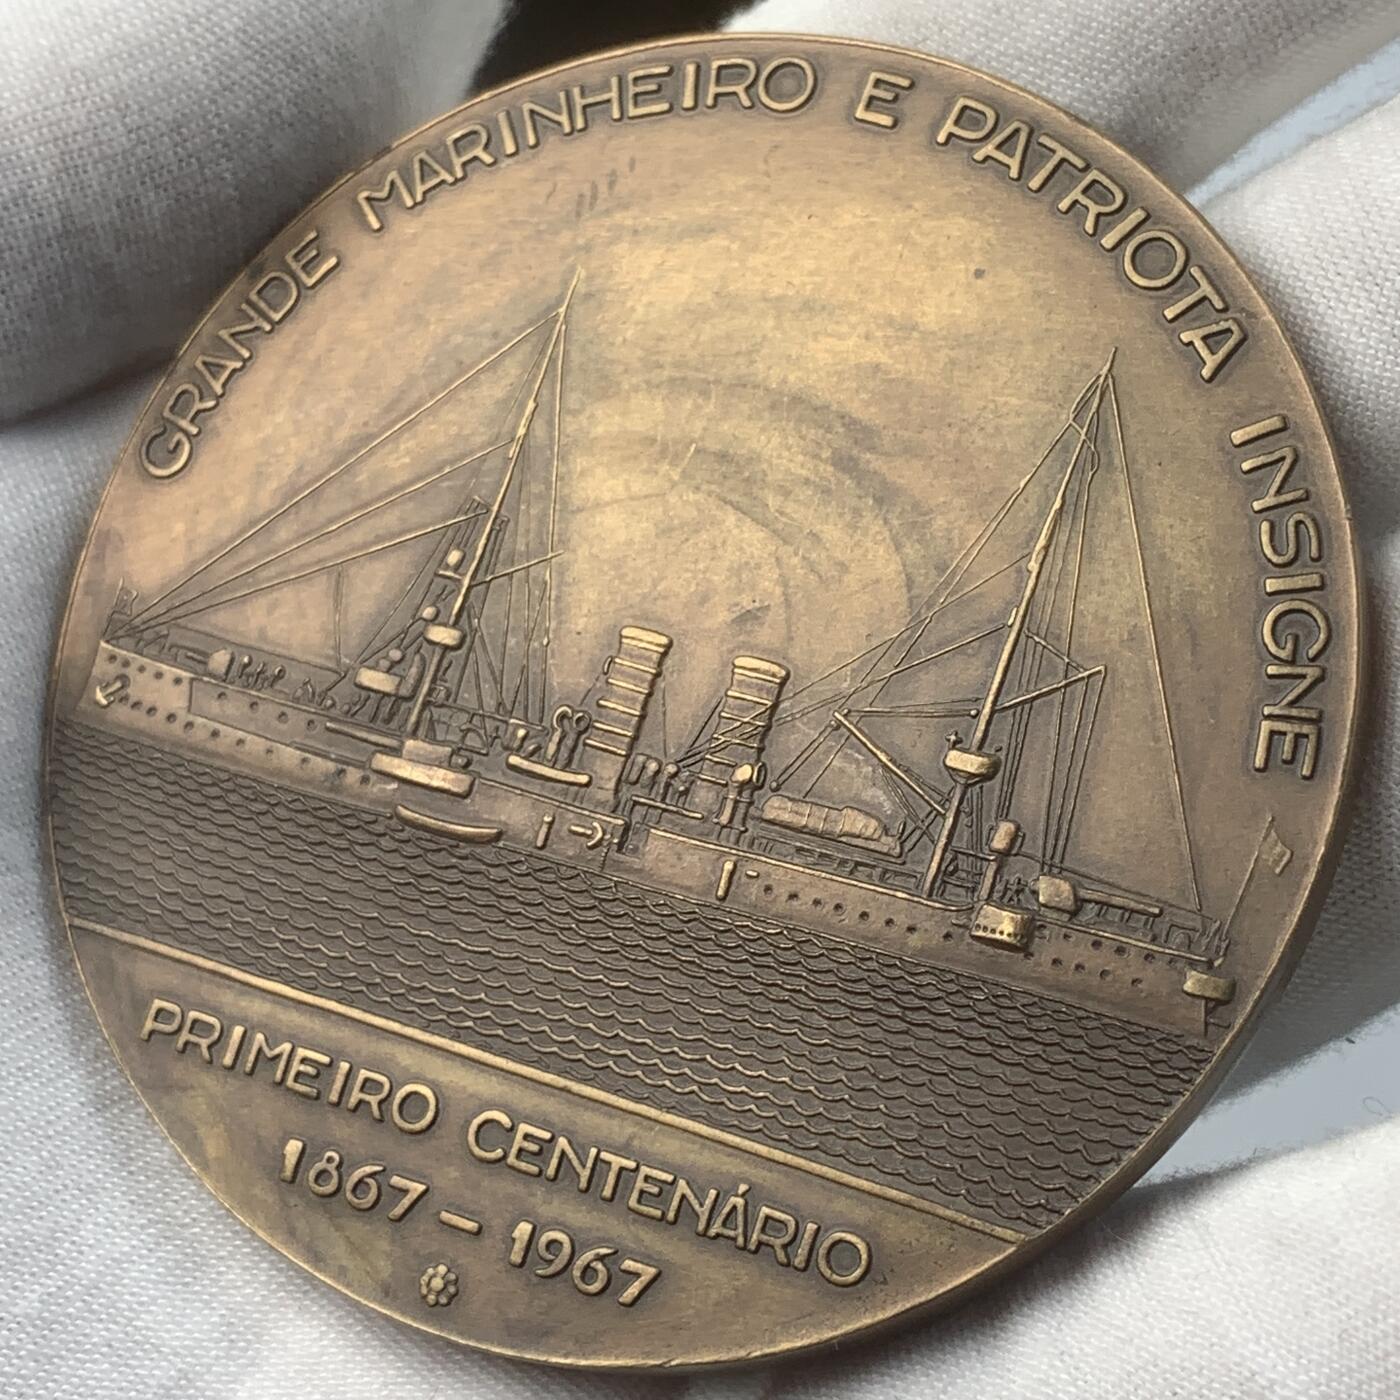 GRANDE MARINHEIRO E PATRIOTA INSIGNE
PRIMEIRO CENTENÁRIO
1867 - 1967